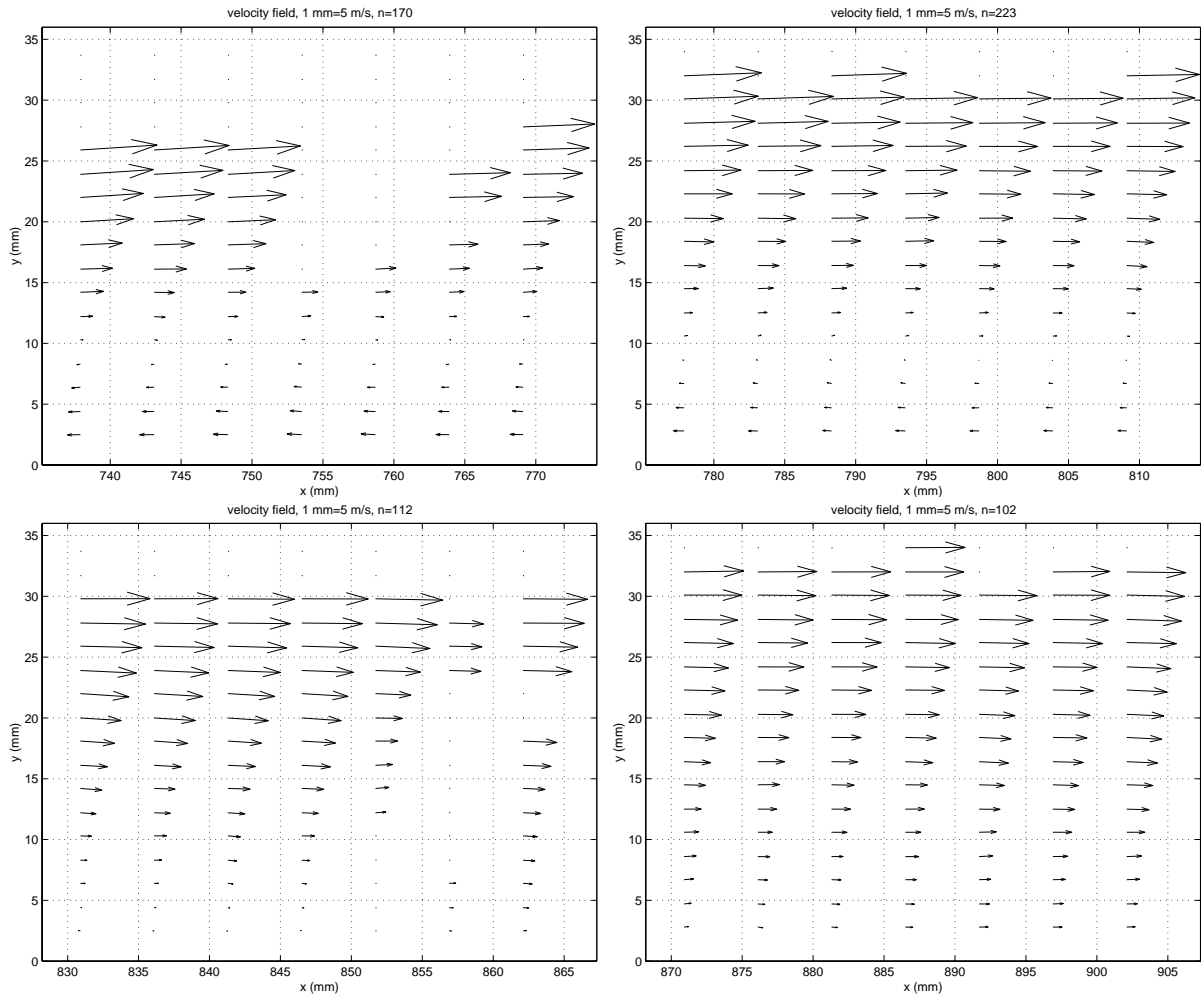 velocity field, 1 mm=5 m/s, n=170
35
30
25
20
15
10
5
0
y (mm)
740 745 750 755 760 765 770
x (mm)
velocity field, 1 mm=5 m/s, n=223
35
30
25
20
15
10
5
0
y (mm)
780 785 790 795 800 805 810
x (mm)
velocity field, 1 mm=5 m/s, n=112
35
30
25
20
15
10
5
0
y (mm)
830 835 840 845 850 855 860 865
x (mm)
velocity field, 1 mm=5 m/s, n=102
35
30
25
20
15
10
5
0
y (mm)
870 875 880 885 890 895 900 905
x (mm)